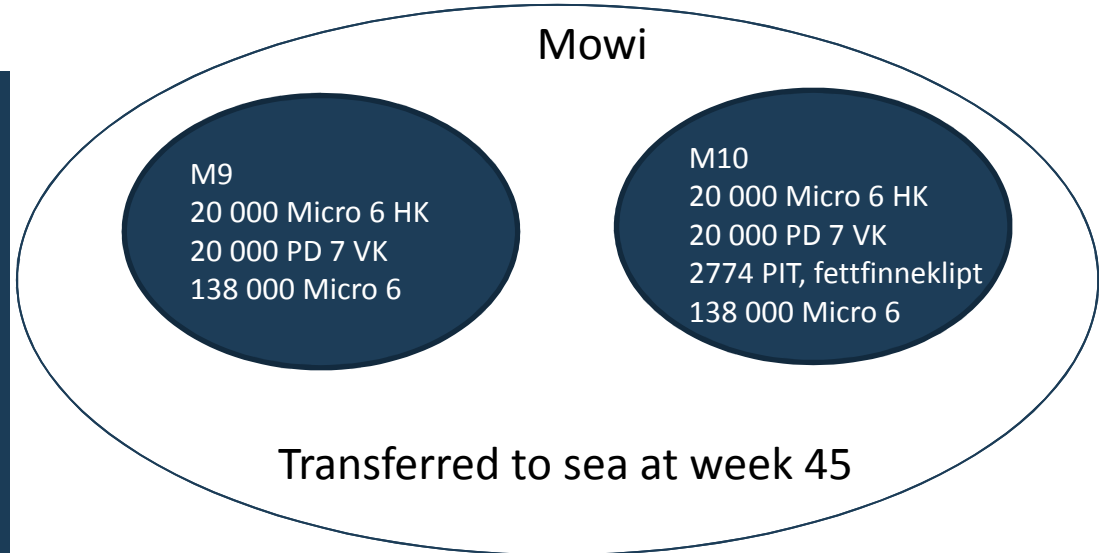 Mowi
M9
20 000 Micro 6 HK
20 000 PD 7 VK
138 000 Micro 6
M10
20 000 Micro 6 HK
20 000 PD 7 VK
2774 PIT, fettfinneklipt
138 000 Micro 6
Transferred to sea at week 45